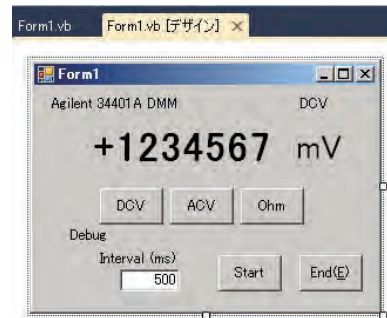 Form1.vb Form1.vb [デザイン] ×
Form1
Agilent 34401A DMM DCV
+1234567 mV
DCV ACV Ohm
Debug
Interval (ms)
500 Start End(E)